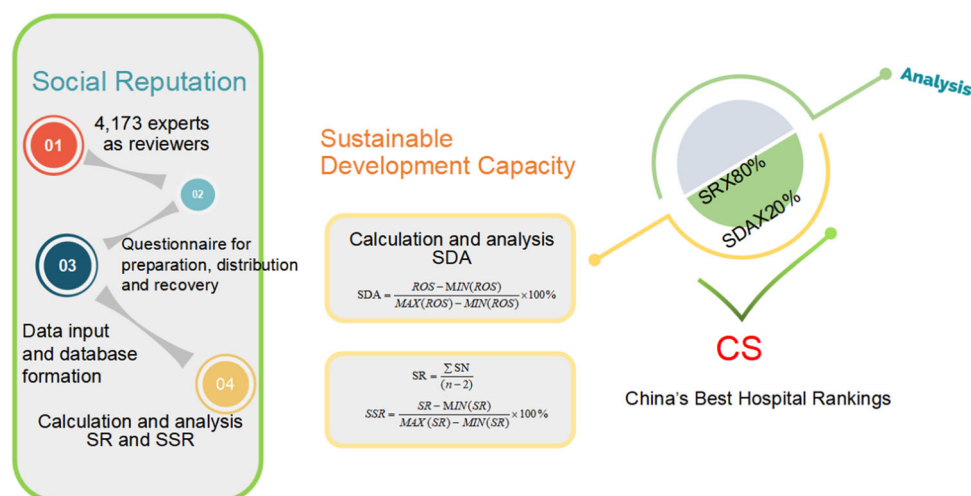 Social Reputation
01
4,173 experts
as reviewers
02
03
Questionnaire for
preparation, distribution
and recovery
Data input
and database
formation
04
Calculation and analysis
SR and SSR
Sustainable
Development Capacity
Calculation and analysis
SDA
SDA = (ROS − MIN(ROS)) / (MAX(ROS) − MIN(ROS)) × 100%
SR = ∑ SN / (n − 2)
SSR = (SR − MIN(SR)) / (MAX(SR) − MIN(SR)) × 100%
Analysis
SRX80%
SDAX20%
CS
China's Best Hospital Rankings